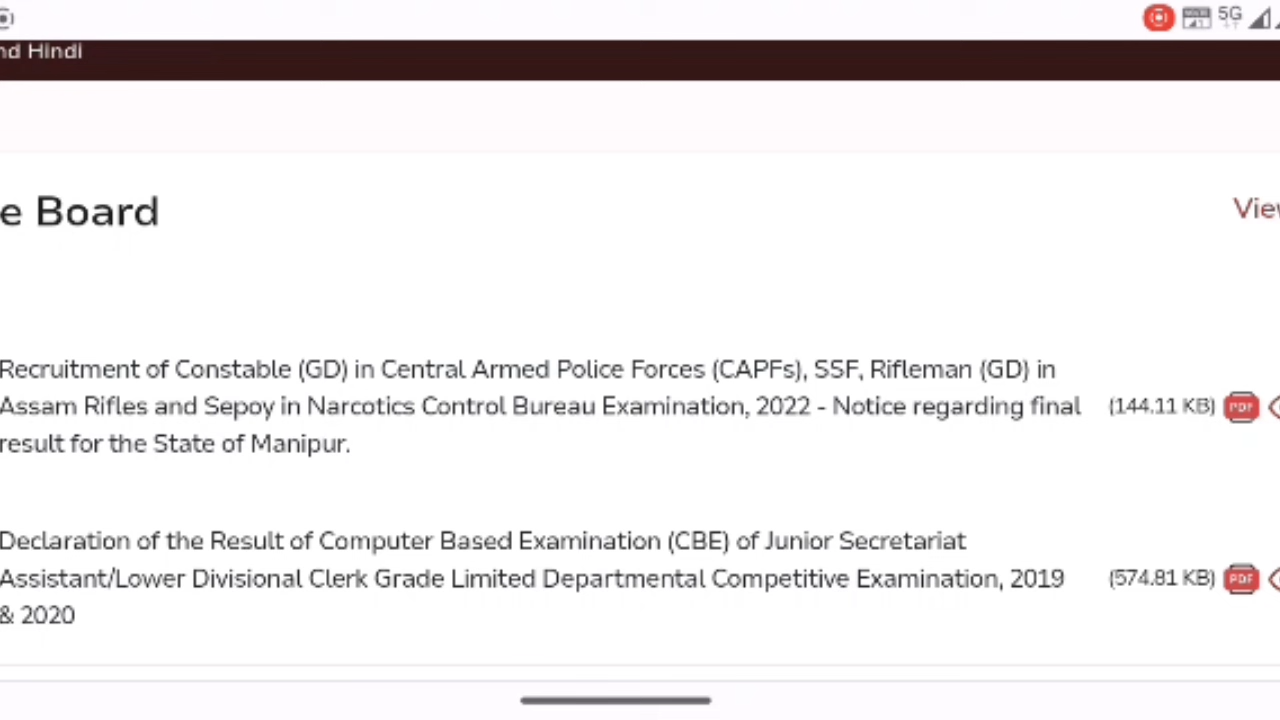 5G
nd Hindi
e Board
View
Recruitment of Constable (GD) in Central Armed Police Forces (CAPFs), SSF, Rifleman (GD) in
Assam Rifles and Sepoy in Narcotics Control Bureau Examination, 2022 - Notice regarding final
result for the State of Manipur.
(144.11 KB) PDF
Declaration of the Result of Computer Based Examination (CBE) of Junior Secretariat
Assistant/Lower Divisional Clerk Grade Limited Departmental Competitive Examination, 2019
& 2020
(574.81 KB) PDF